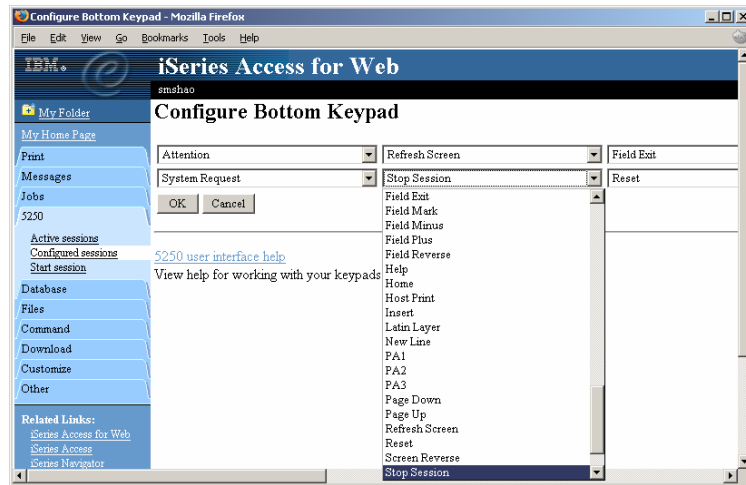 Configure Bottom Keypad - Mozilla Firefox
File Edit View Go Bookmarks Tools Help
IBM.
iSeries Access for Web
smshao
My Folder
My Home Page
Print
Messages
Jobs
5250
Active sessions
Configured sessions
Start session
Database
Files
Command
Download
Customize
Other
Related Links:
iSeries Access for Web
iSeries Access
iSeries Navigator
Configure Bottom Keypad
Attention Refresh Screen Field Exit
System Request Stop Session Reset
OK Cancel
5250 user interface help
View help for working with your keypads
Field Exit
Field Mark
Field Minus
Field Plus
Field Reverse
Help
Home
Host Print
Insert
Latin Layer
New Line
PA1
PA2
PA3
Page Down
Page Up
Refresh Screen
Reset
Screen Reverse
Stop Session